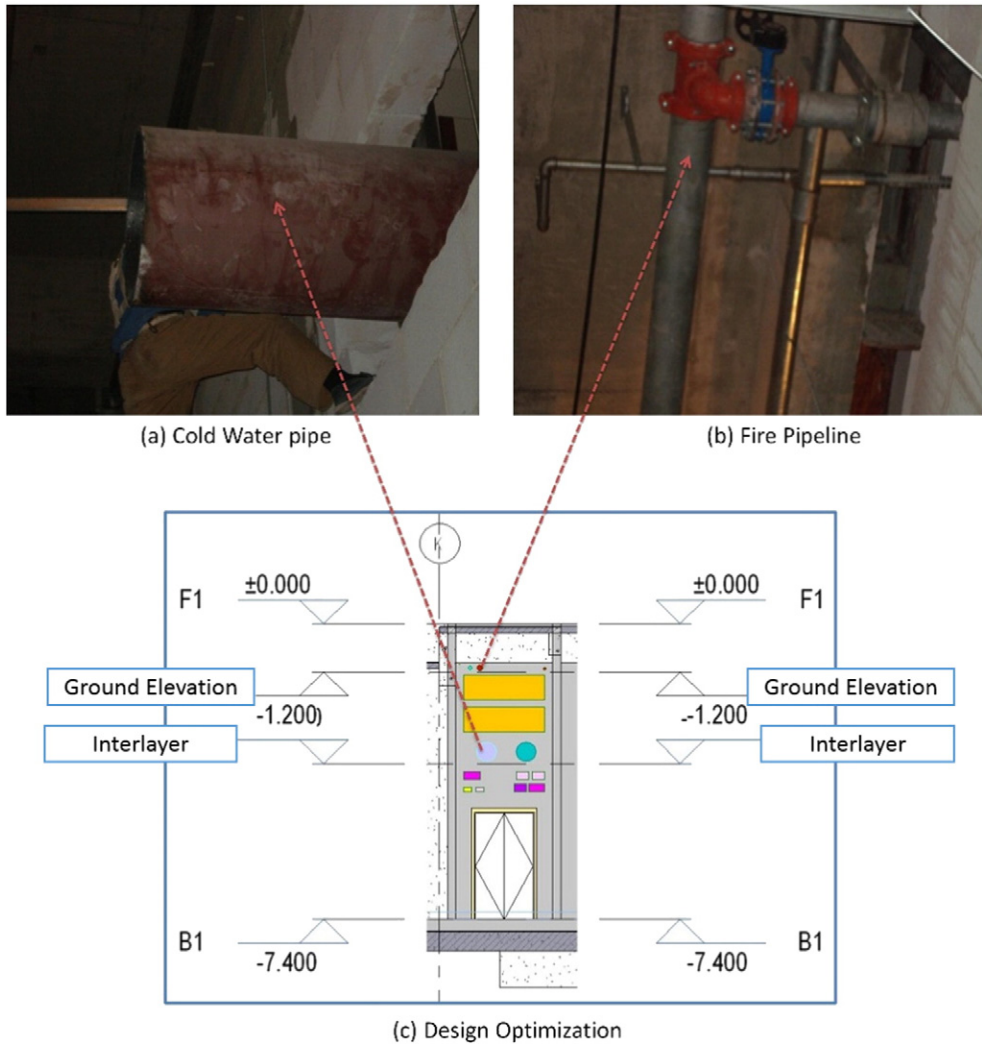 (a) Cold Water pipe
(b) Fire Pipeline
K
F1 ±0.000 ±0.000 F1
Ground Elevation Ground Elevation
-1.200) --1.200
Interlayer Interlayer
B1 B1
-7.400 -7.400
(c) Design Optimization